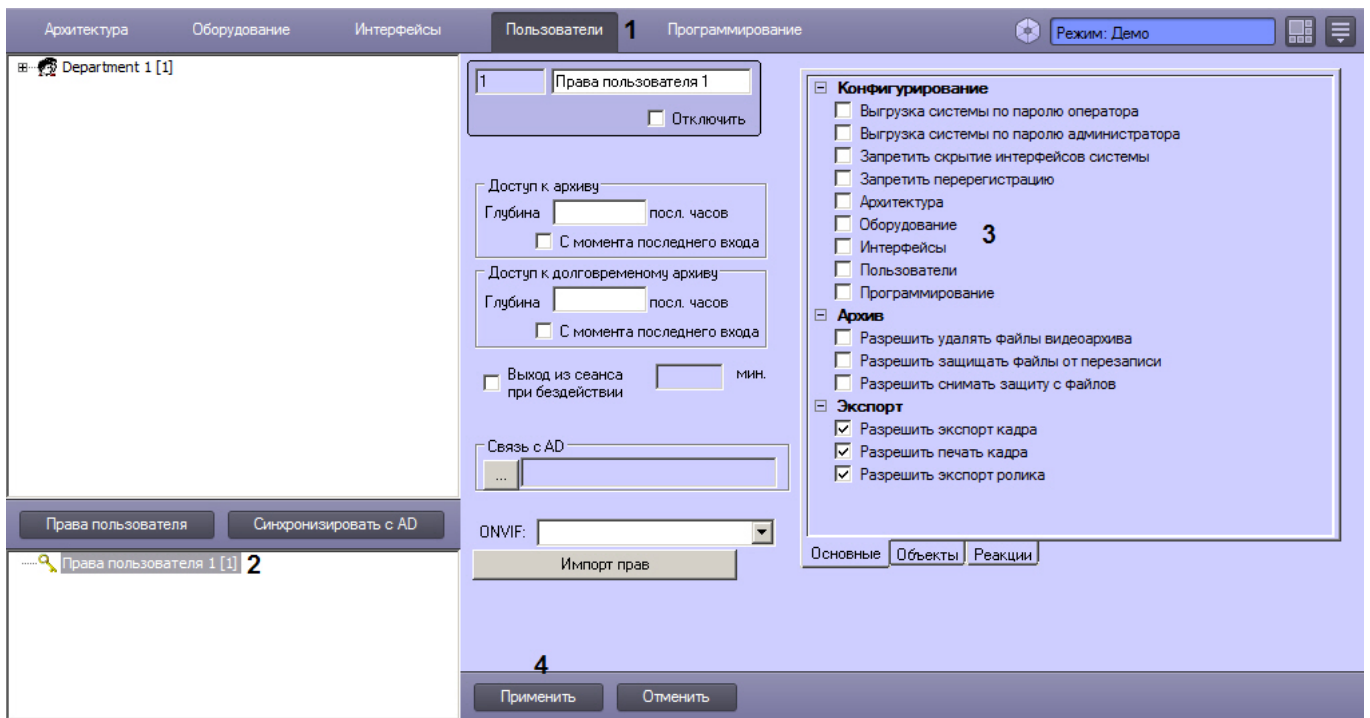 Архитектура Оборудование Интерфейсы Пользователи 1 Программирование Режим: Демо
Department 1 [1]
1 Права пользователя 1
Отключить
Доступ к архиву
Глубина посл. часов
С момента последнего входа
Доступ к долговременому архиву
Глубина посл. часов
С момента последнего входа
Выход из сеанса
при бездействии
мин.
Связь с AD
...
ONVIF:
Импорт прав
Конфигурирование
Выгрузка системы по паролю оператора
Выгрузка системы по паролю администратора
Запретить скрытие интерфейсов системы
Запретить перерегистрацию
Архитектура
Оборудование
3
Интерфейсы
Пользователи
Программирование
Архив
Разрешить удалять файлы видеоархива
Разрешить защищать файлы от перезаписи
Разрешить снимать защиту с файлов
Экспорт
Разрешить экспорт кадра
Разрешить печать кадра
Разрешить экспорт ролика
Основные Объекты Реакции
Права пользователя Синхронизировать с AD
Права пользователя 1 [1] 2
4
Применить Отменить